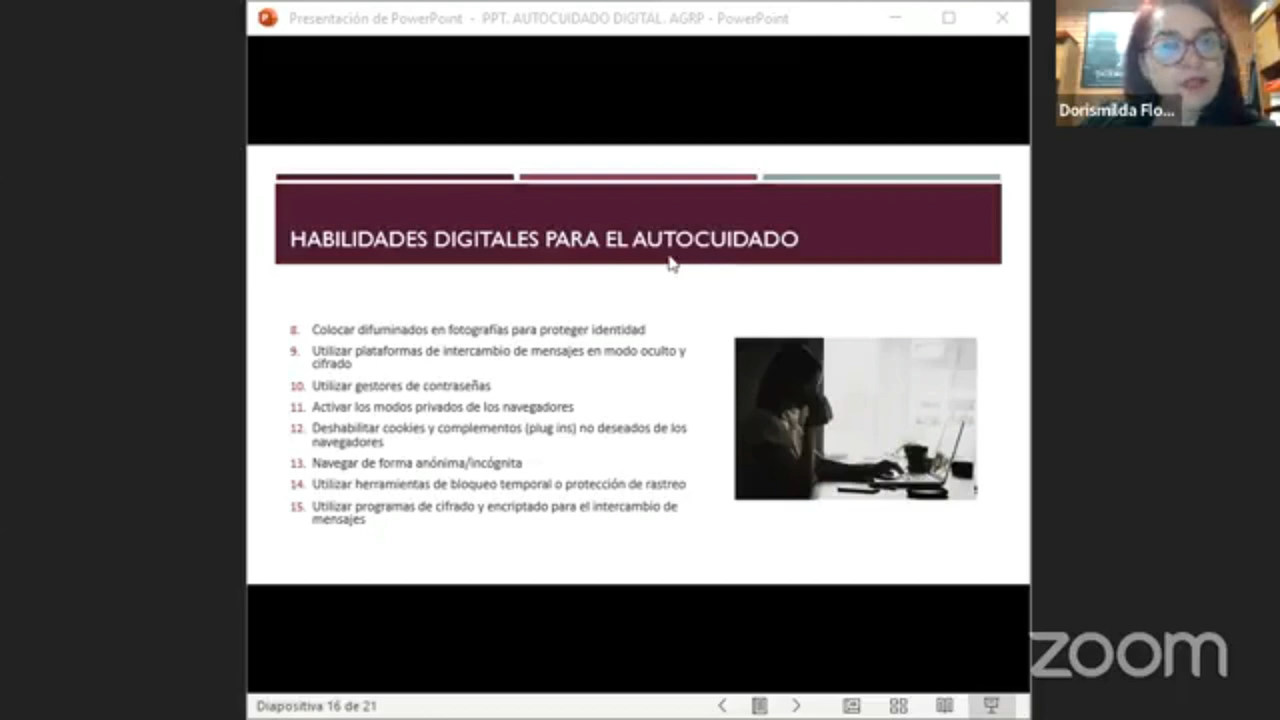 Presentación de PowerPoint - PPT. AUTOCUIDADO DIGITAL. AGRP - PowerPoint
Dorismilda Flo...
HABILIDADES DIGITALES PARA EL AUTOCUIDADO
8. Colocar difuminados en fotografías para proteger identidad
9. Utilizar plataformas de intercambio de mensajes en modo oculto y
cifrado
10. Utilizar gestores de contraseñas
11. Activar los modos privados de los navegadores
12. Deshabilitar cookies y complementos (plug ins) no deseados de los
navegadores
13. Navegar de forma anónima/incógnita
14. Utilizar herramientas de bloqueo temporal o protección de rastreo
15. Utilizar programas de cifrado y encriptado para el intercambio de
mensajes
zoom
Diapositiva 16 de 21